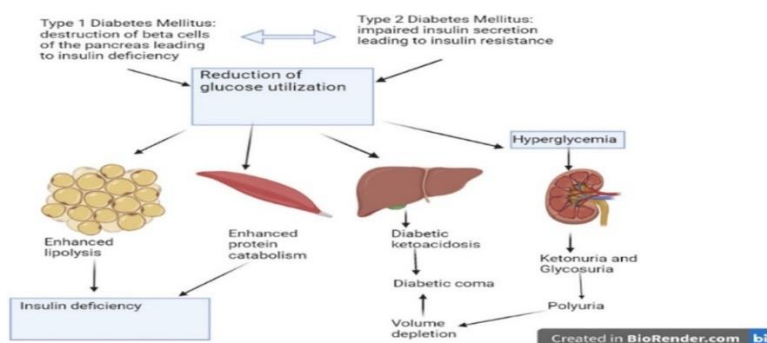 Type 1 Diabetes Mellitus:
destruction of beta cells
of the pancreas leading
to insulin deficiency
Type 2 Diabetes Mellitus:
impaired insulin secretion
leading to insulin resistance
Reduction of
glucose utilization
Hyperglycemia
Enhanced
lipolysis
Enhanced
protein
catabolism
Diabetic
ketoacidosis
Ketonuria and
Glycosuria
Insulin deficiency
Diabetic coma
Polyuria
Volume
depletion
Created in BioRender.com bi